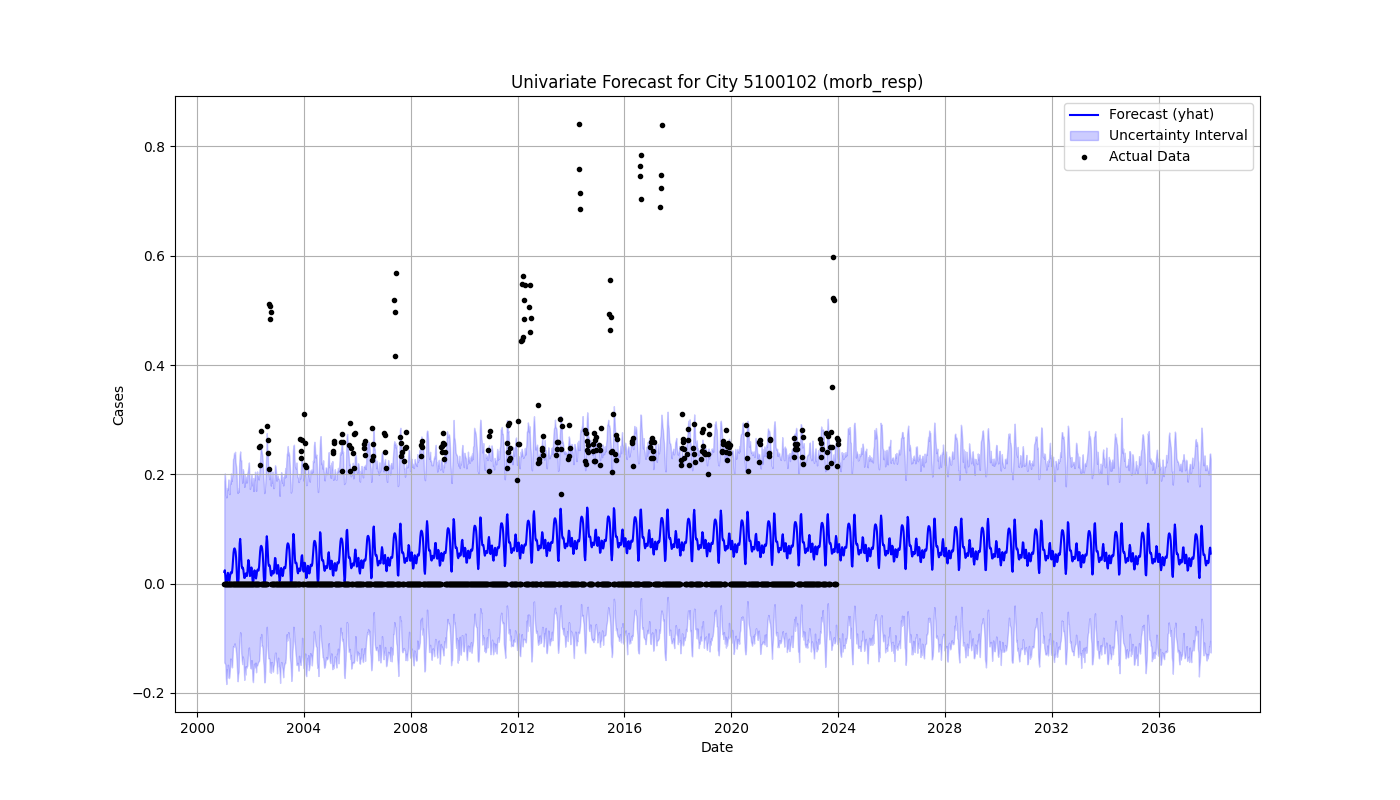 Univariate Forecast for City 5100102 (morb_resp)
Forecast (yhat)
Uncertainty Interval
Actual Data
Cases
0.8
0.6
0.4
0.2
0.0
−0.2
2000 2004 2008 2012 2016 2020 2024 2028 2032 2036
Date